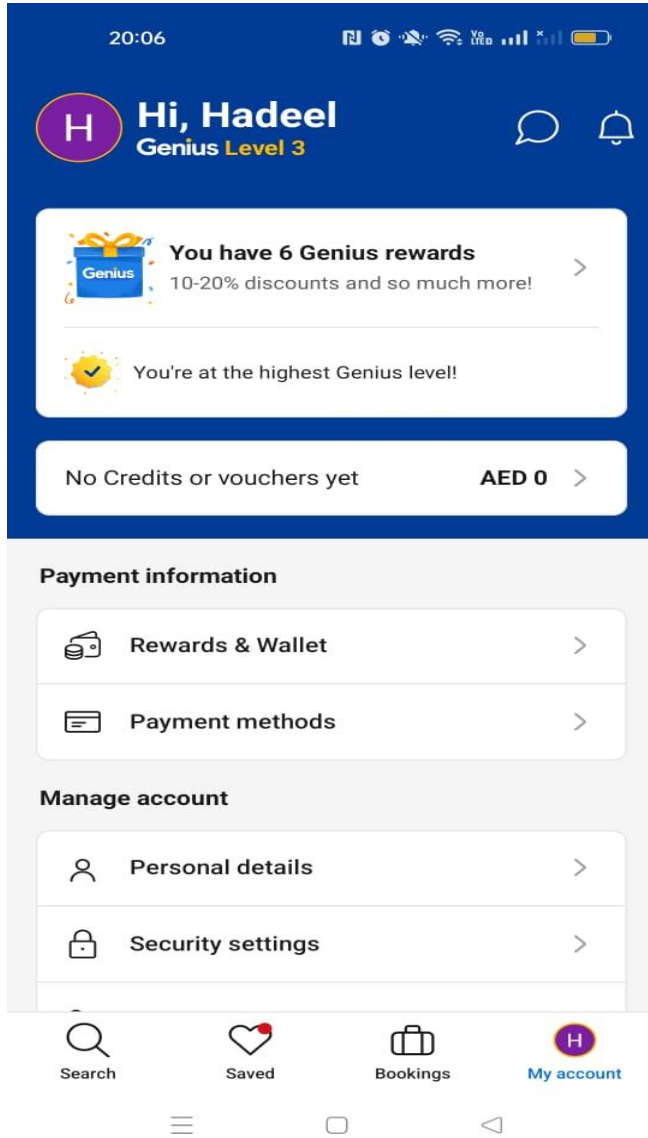 20:06
Vo
LTED
H
Hi, Hadeel
Genius Level 3
Genius
You have 6 Genius rewards
10-20% discounts and so much more!
You're at the highest Genius level!
No Credits or vouchers yet AED 0
Payment information
Rewards & Wallet
Payment methods
Manage account
Personal details
Security settings
H
Search Saved Bookings My account